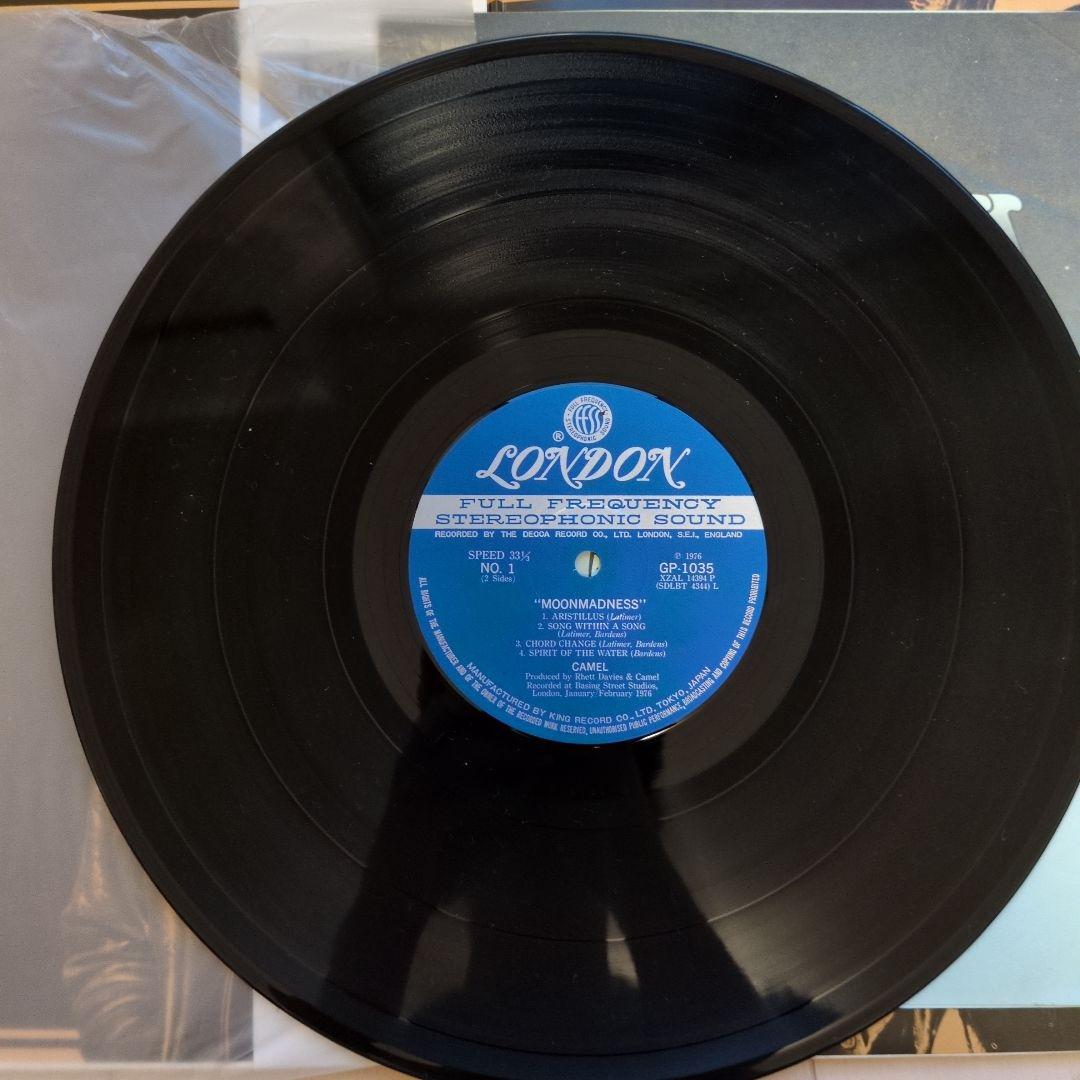 FULL FREQUENCY
STEREOPHONIC SOUND
ffss
®
LONDON
FULL FREQUENCY
STEREOPHONIC SOUND
RECORDED BY THE DECCA RECORD CO., LTD. LONDON, S.E.I., ENGLAND
SPEED 33⅓
NO. 1
(2 Sides)
℗ 1976
GP-1035
XZAL 14394 P
(SDLBT 4344) L
"MOONMADNESS"
1. ARISTILLUS (Latimer)
2. SONG WITHIN A SONG
(Latimer, Bardens)
3. CHORD CHANGE (Latimer, Bardens)
4. SPIRIT OF THE WATER (Bardens)
CAMEL
Produced by Rhett Davies & Camel
Recorded at Basing Street Studios,
London, January/February 1976
MANUFACTURED BY KING RECORD CO., LTD, TOKYO, JAPAN
ALL RIGHTS OF THE MANUFACTURER AND OF THE OWNER OF THE RECORDED WORK RESERVED, UNAUTHORISED PUBLIC PERFORMANCE, BROADCASTING AND COPYING OF THIS RECORD PROHIBITED